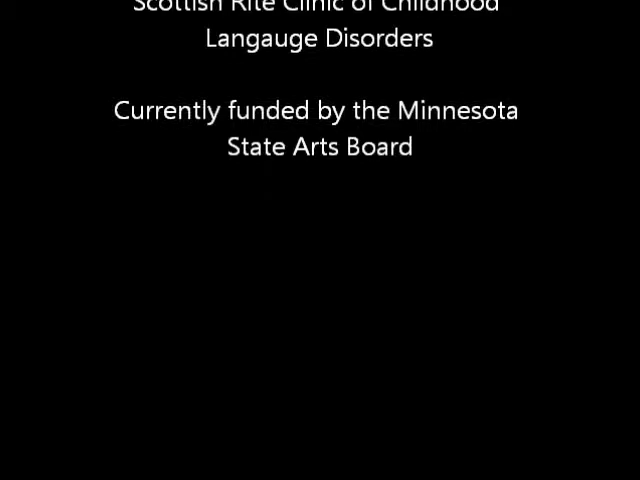 Scottish Rite Clinic of Childhood
Langauge Disorders
Currently funded by the Minnesota
State Arts Board